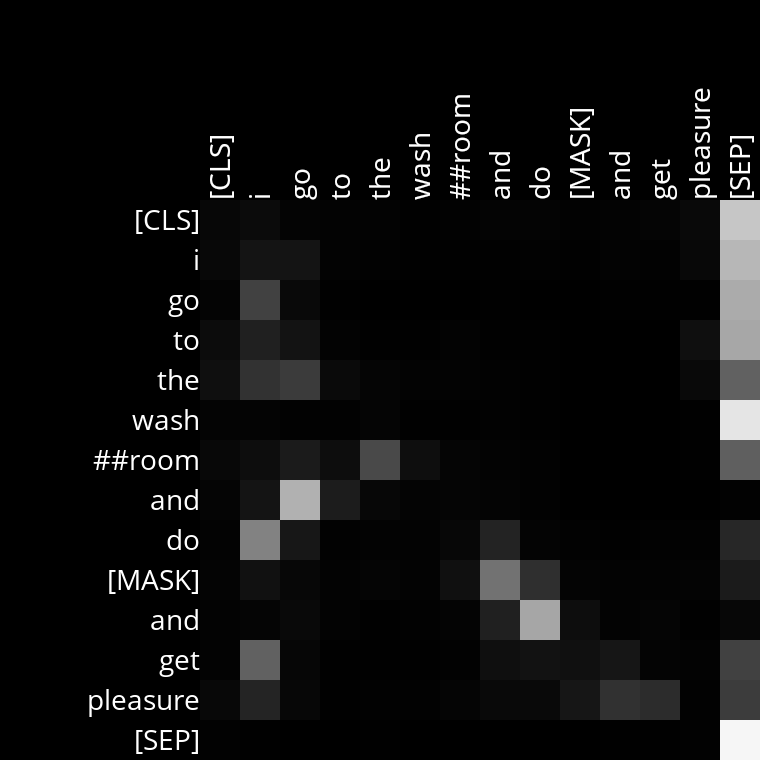 [CLS] i go to the wash ##room and do [MASK] and get pleasure [SEP]
[CLS]
i
go
to
the
wash
##room
and
do
[MASK]
and
get
pleasure
[SEP]